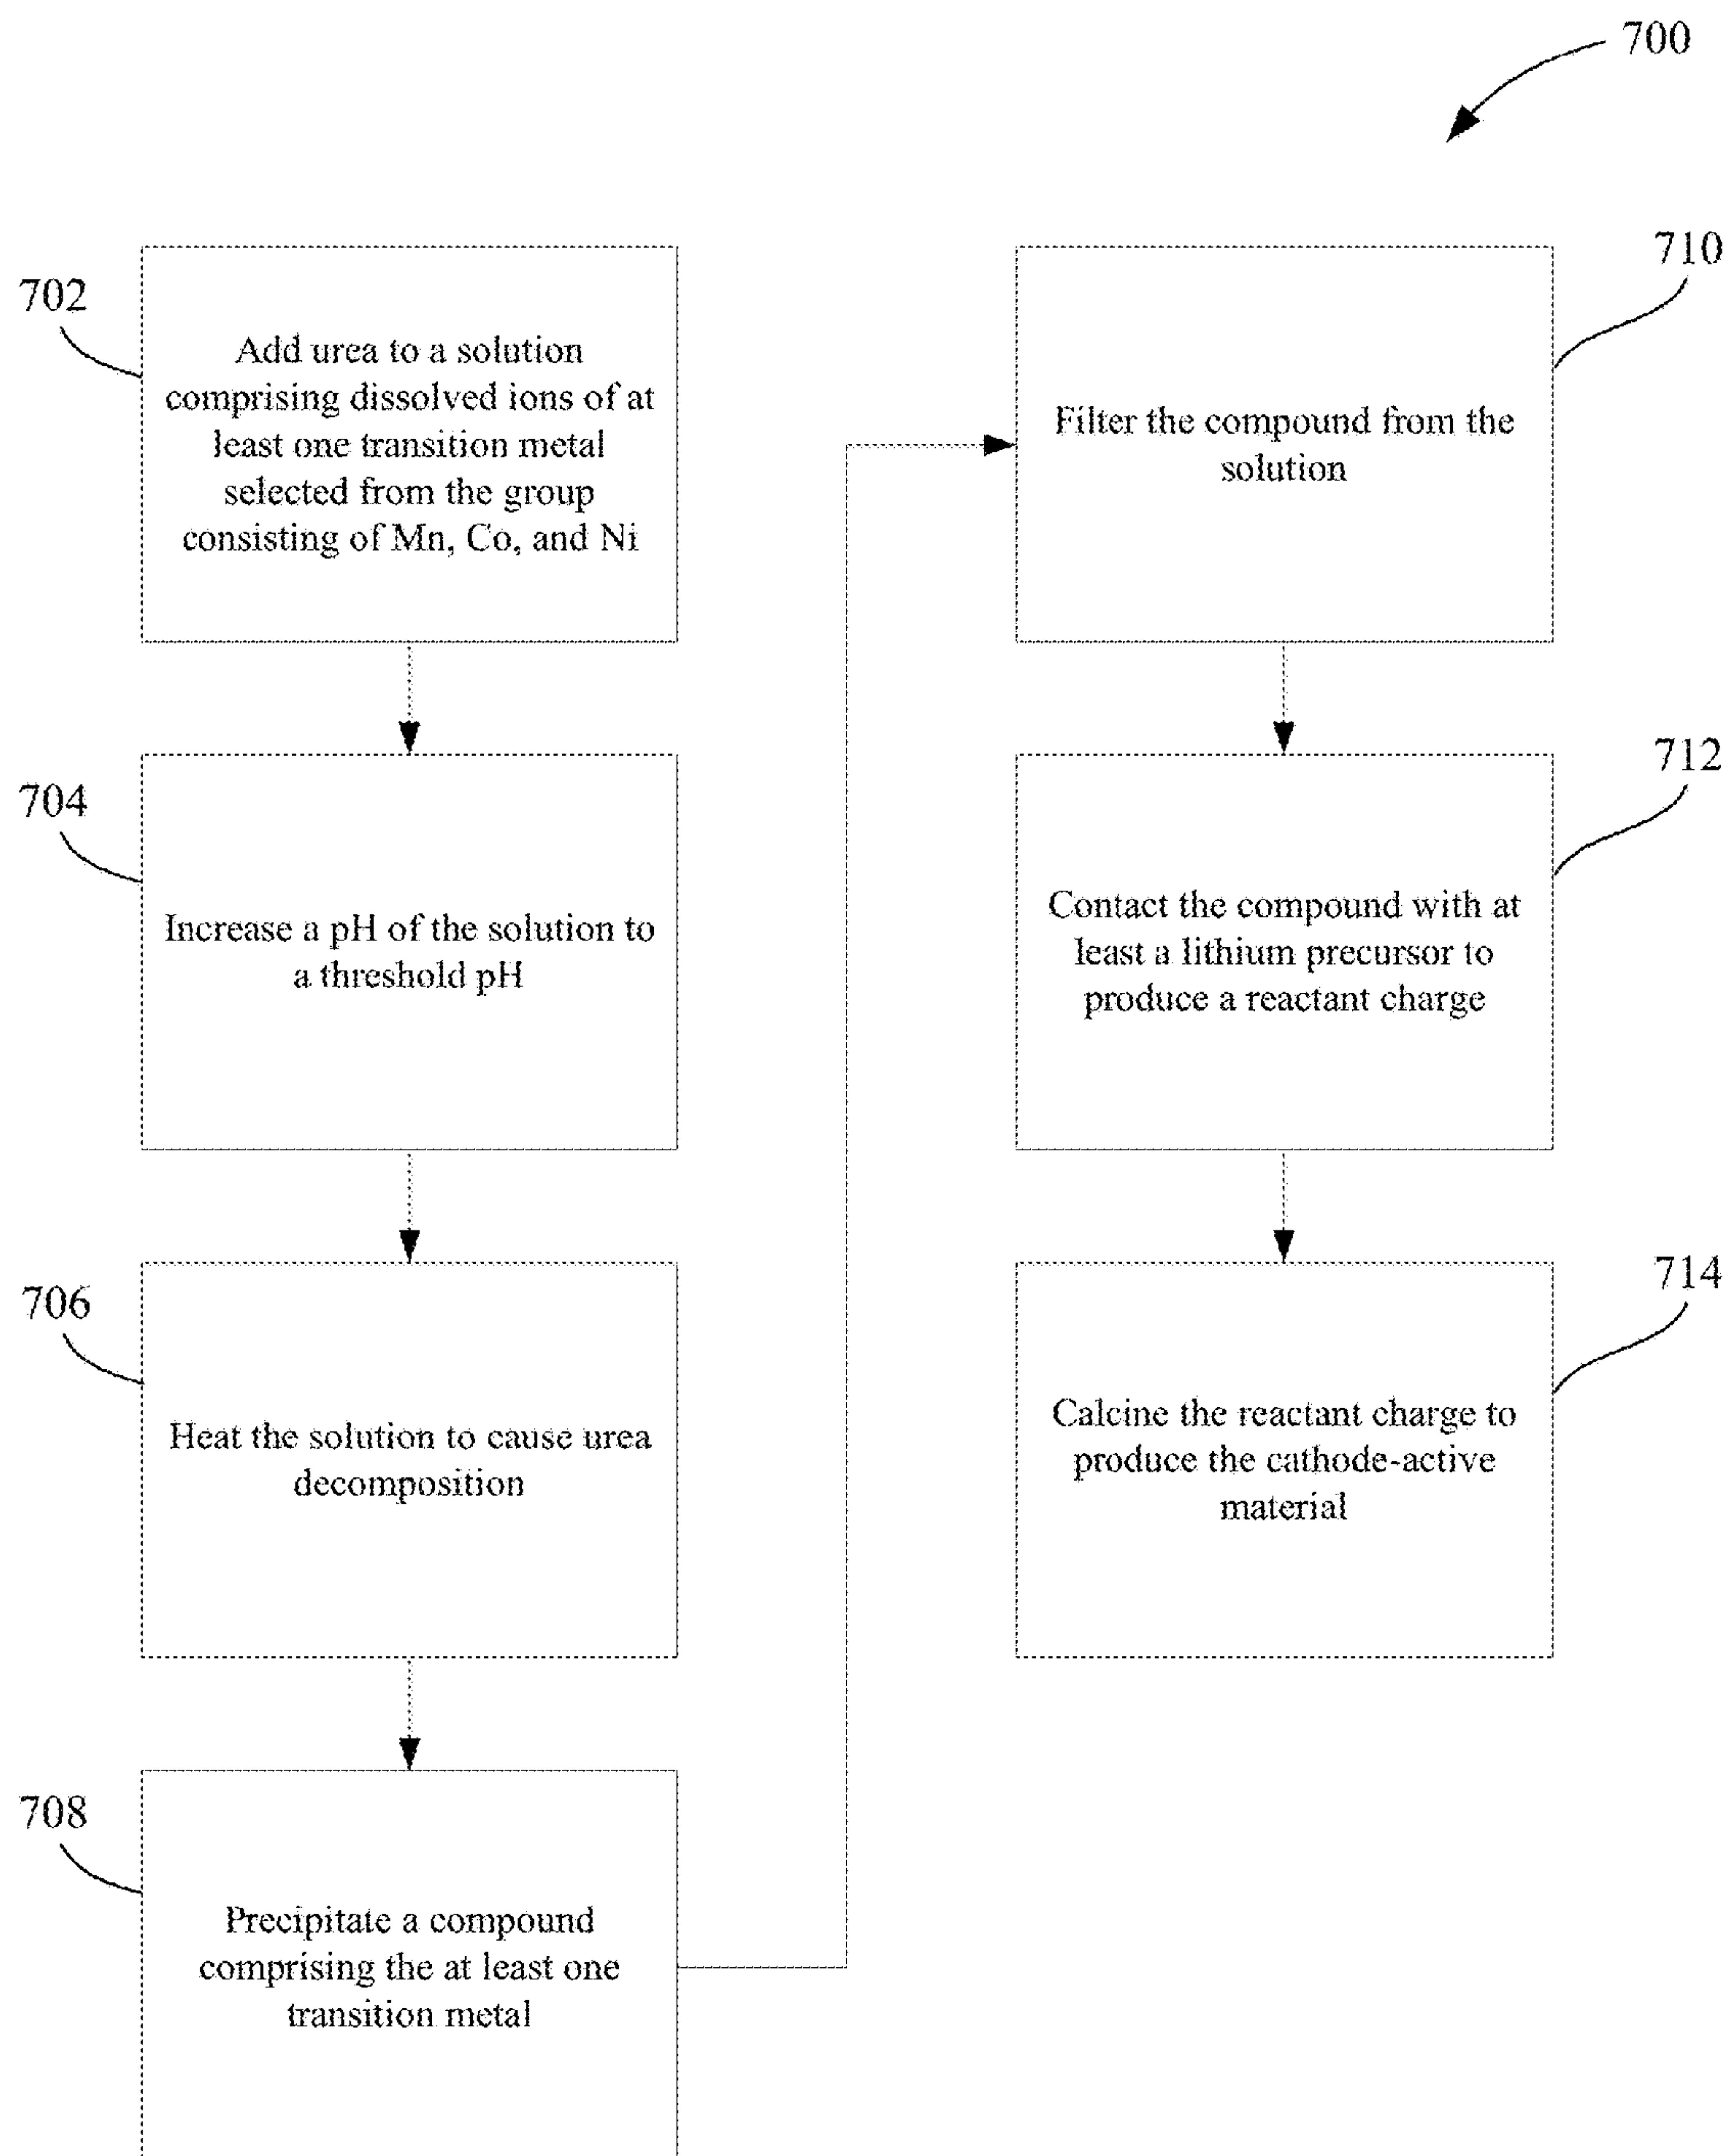 700
702
Add urea to a solution
comprising dissolved ions of at
least one transition metal
selected from the group
consisting of Mn, Co, and Ni
704
Increase a pH of the solution to
a threshold pH
706
Heat the solution to cause urea
decomposition
708
Precipitate a compound
comprising the at least one
transition metal
710
Filter the compound from the
solution
712
Contact the compound with at
least a lithium precursor to
produce a reactant charge
714
Calcine the reactant charge to
produce the cathode-active
material